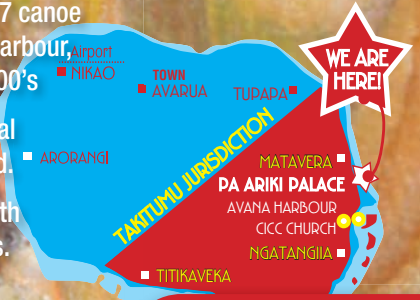 7 canoe
arbour,
00's
al
d.
th
s.
Airport
NIKAO
TOWN
AVARUA
TUPAPA
WE ARE
HERE!
ARORANGI
TAKITUMU JURISDICTION
MATAVERA
PA ARIKI PALACE
AVANA HARBOUR
CICC CHURCH
NGATANGIIA
TITIKAVEKA